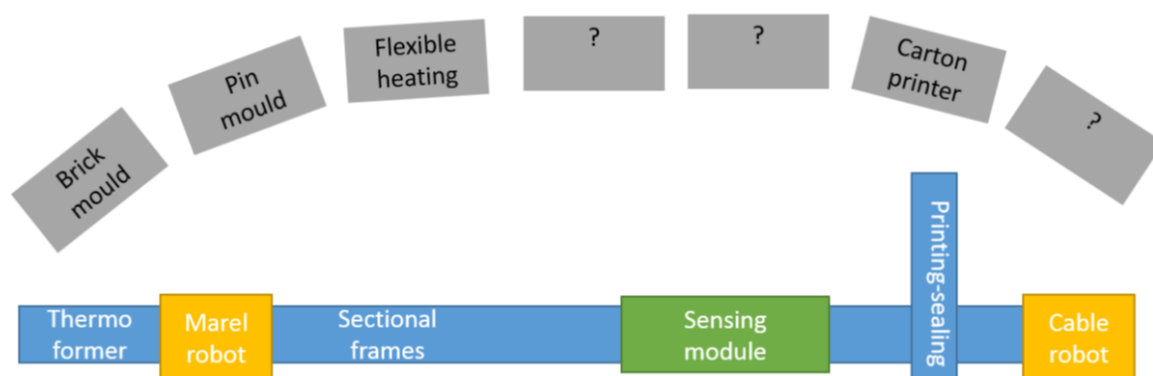 Brick
mould
Pin
mould
Flexible
heating
?
?
Carton
printer
?
Thermo
former
Marel
robot
Sectional
frames
Sensing
module
Printing-sealing
Cable
robot